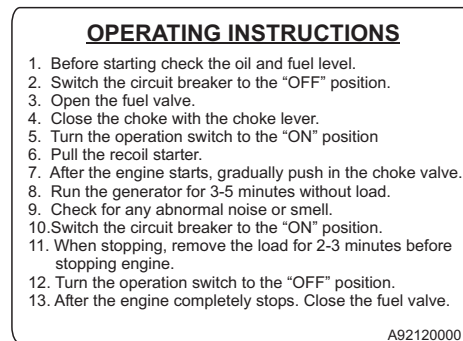 OPERATING INSTRUCTIONS
1. Before starting check the oil and fuel level.
2. Switch the circuit breaker to the “OFF” position.
3. Open the fuel valve.
4. Close the choke with the choke lever.
5. Turn the operation switch to the “ON” position
6. Pull the recoil starter.
7. After the engine starts, gradually push in the choke valve.
8. Run the generator for 3-5 minutes without load.
9. Check for any abnormal noise or smell.
10.Switch the circuit breaker to the “ON” position.
11. When stopping, remove the load for 2-3 minutes before
stopping engine.
12. Turn the operation switch to the “OFF” position.
13. After the engine completely stops. Close the fuel valve.
A92120000